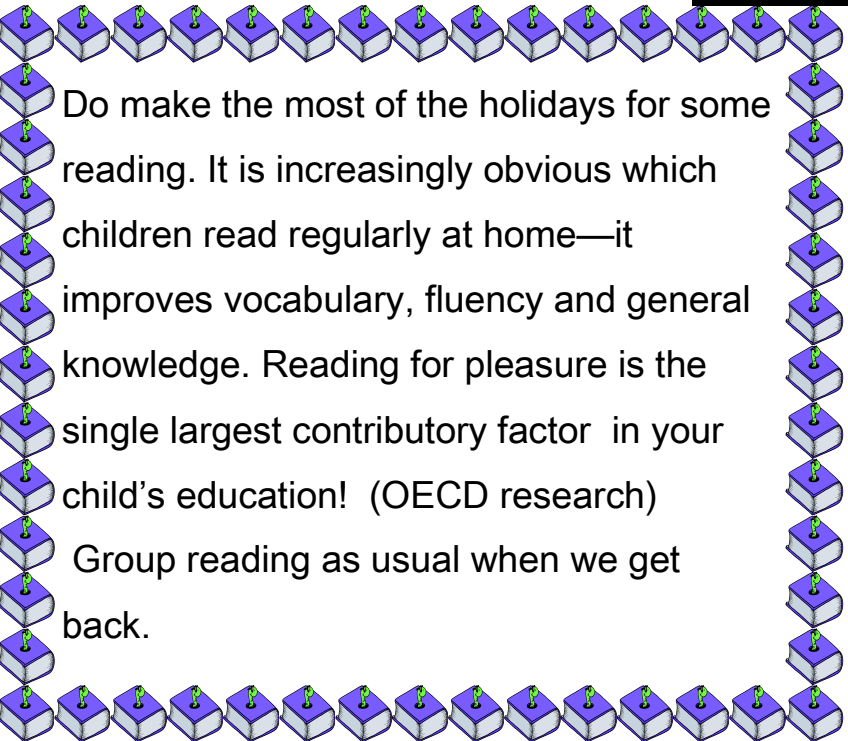 Do make the most of the holidays for some
reading. It is increasingly obvious which
children read regularly at home—it
improves vocabulary, fluency and general
knowledge. Reading for pleasure is the
single largest contributory factor  in your
child’s education!  (OECD research)
Group reading as usual when we get
back.